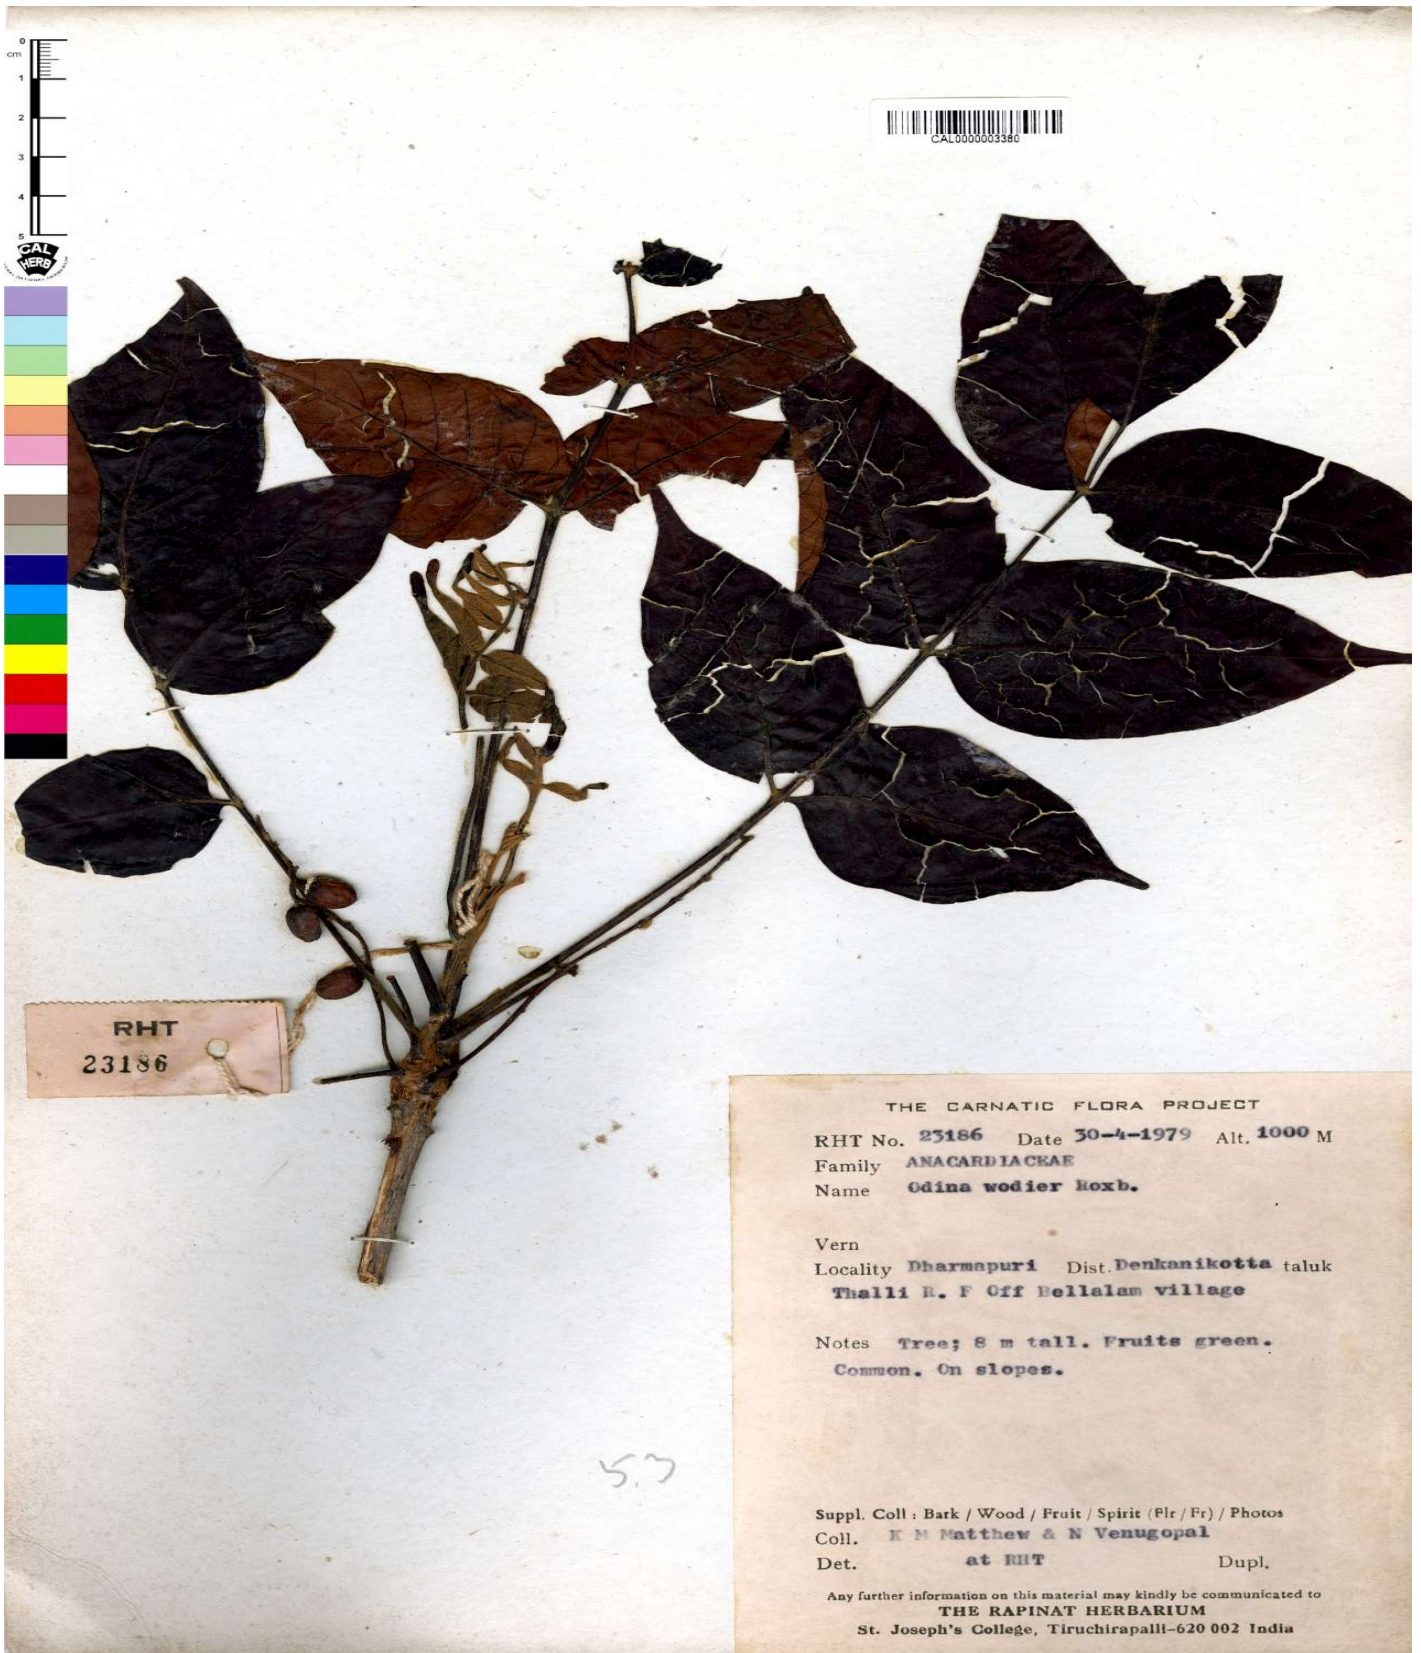 0
cm
1
2
3
4
5
CAL
HERB
CAL0000003380
RHT
23186
THE CARNATIC FLORA PROJECT
RHT No. 23186 Date 30-4-1979 Alt. 1000 M
Family ANACARDIACEAE
Name Odina wodier Roxb.
Vern
Locality Dharmapuri Dist. Denkanikotta taluk
Thalli R. F Off Bellalam village
Notes Tree; 8 m tall. Fruits green.
Common. On slopes.
53
Suppl. Coll : Bark / Wood / Fruit / Spirit (Flr / Fr) / Photos
Coll. K M Matthew & N Venugopal
Det. at RHT Dupl.
Any further information on this material may kindly be communicated to
THE RAPINAT HERBARIUM
St. Joseph's College, Tiruchirapalli-620 002 India